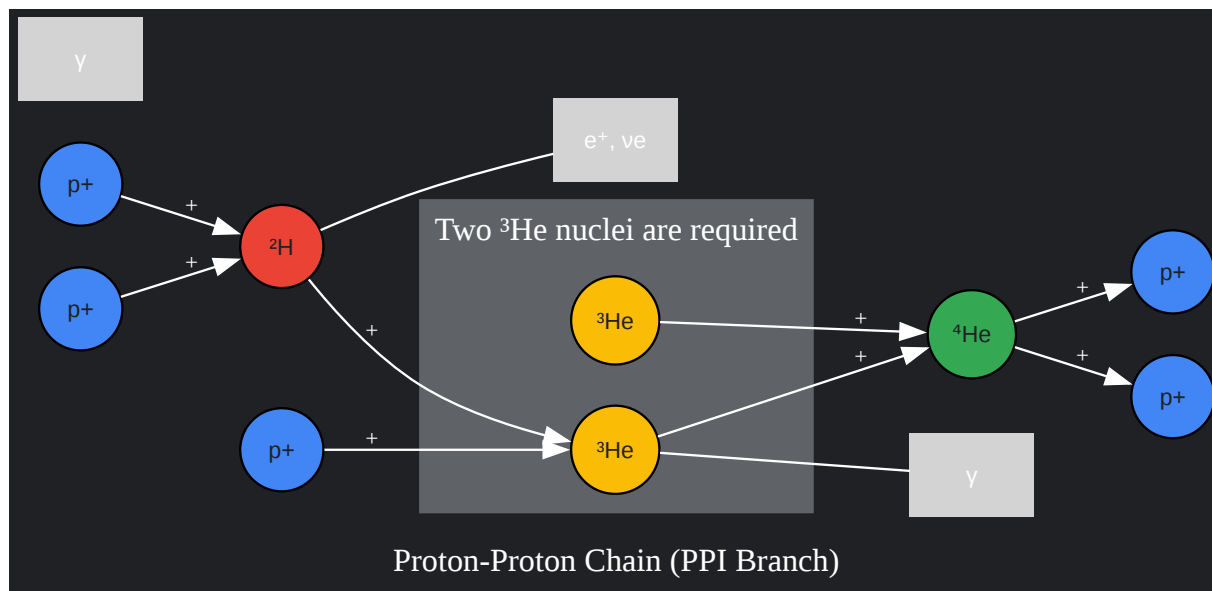 γ
e⁺, νe
p+
+
²H
+
p+
Two ³He nuclei are required
+
³He
+
p+
+
⁴He
+
+
p+
p+
+
³He
γ
Proton-Proton Chain (PPI Branch)